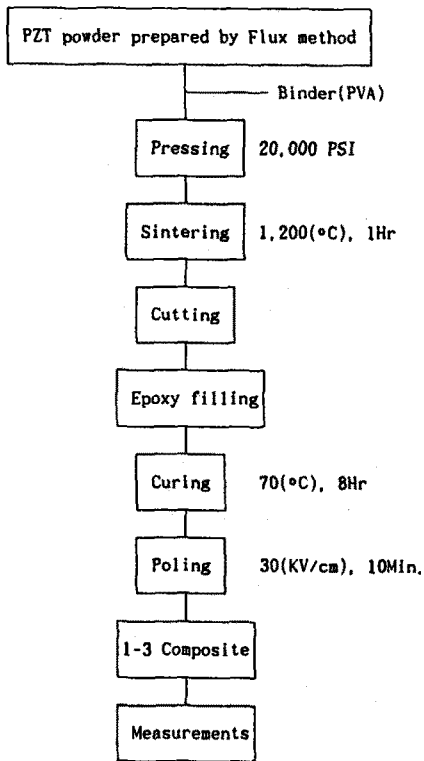 PZT powder prepared by Flux method
Binder(PVA)
Pressing 20,000 PSI
Sintering 1,200(°C), 1Hr
Cutting
Epoxy filling
Curing 70(°C), 8Hr
Poling 30(KV/cm), 10Min.
1-3 Composite
Measurements